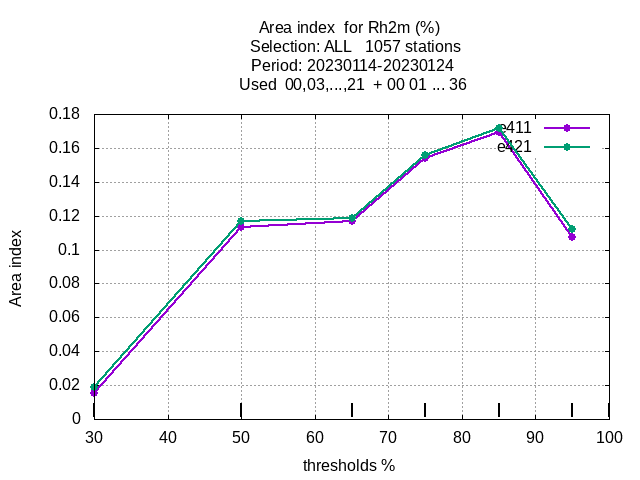 Area index for Rh2m (%)
Selection: ALL 1057 stations
Period: 20230114-20230124
Used 00,03,...,21 + 00 01 ... 36
e411
e421
0.18
0.16
0.14
0.12
0.1
0.08
0.06
0.04
0.02
0
Area index
30 40 50 60 70 80 90 100
thresholds %